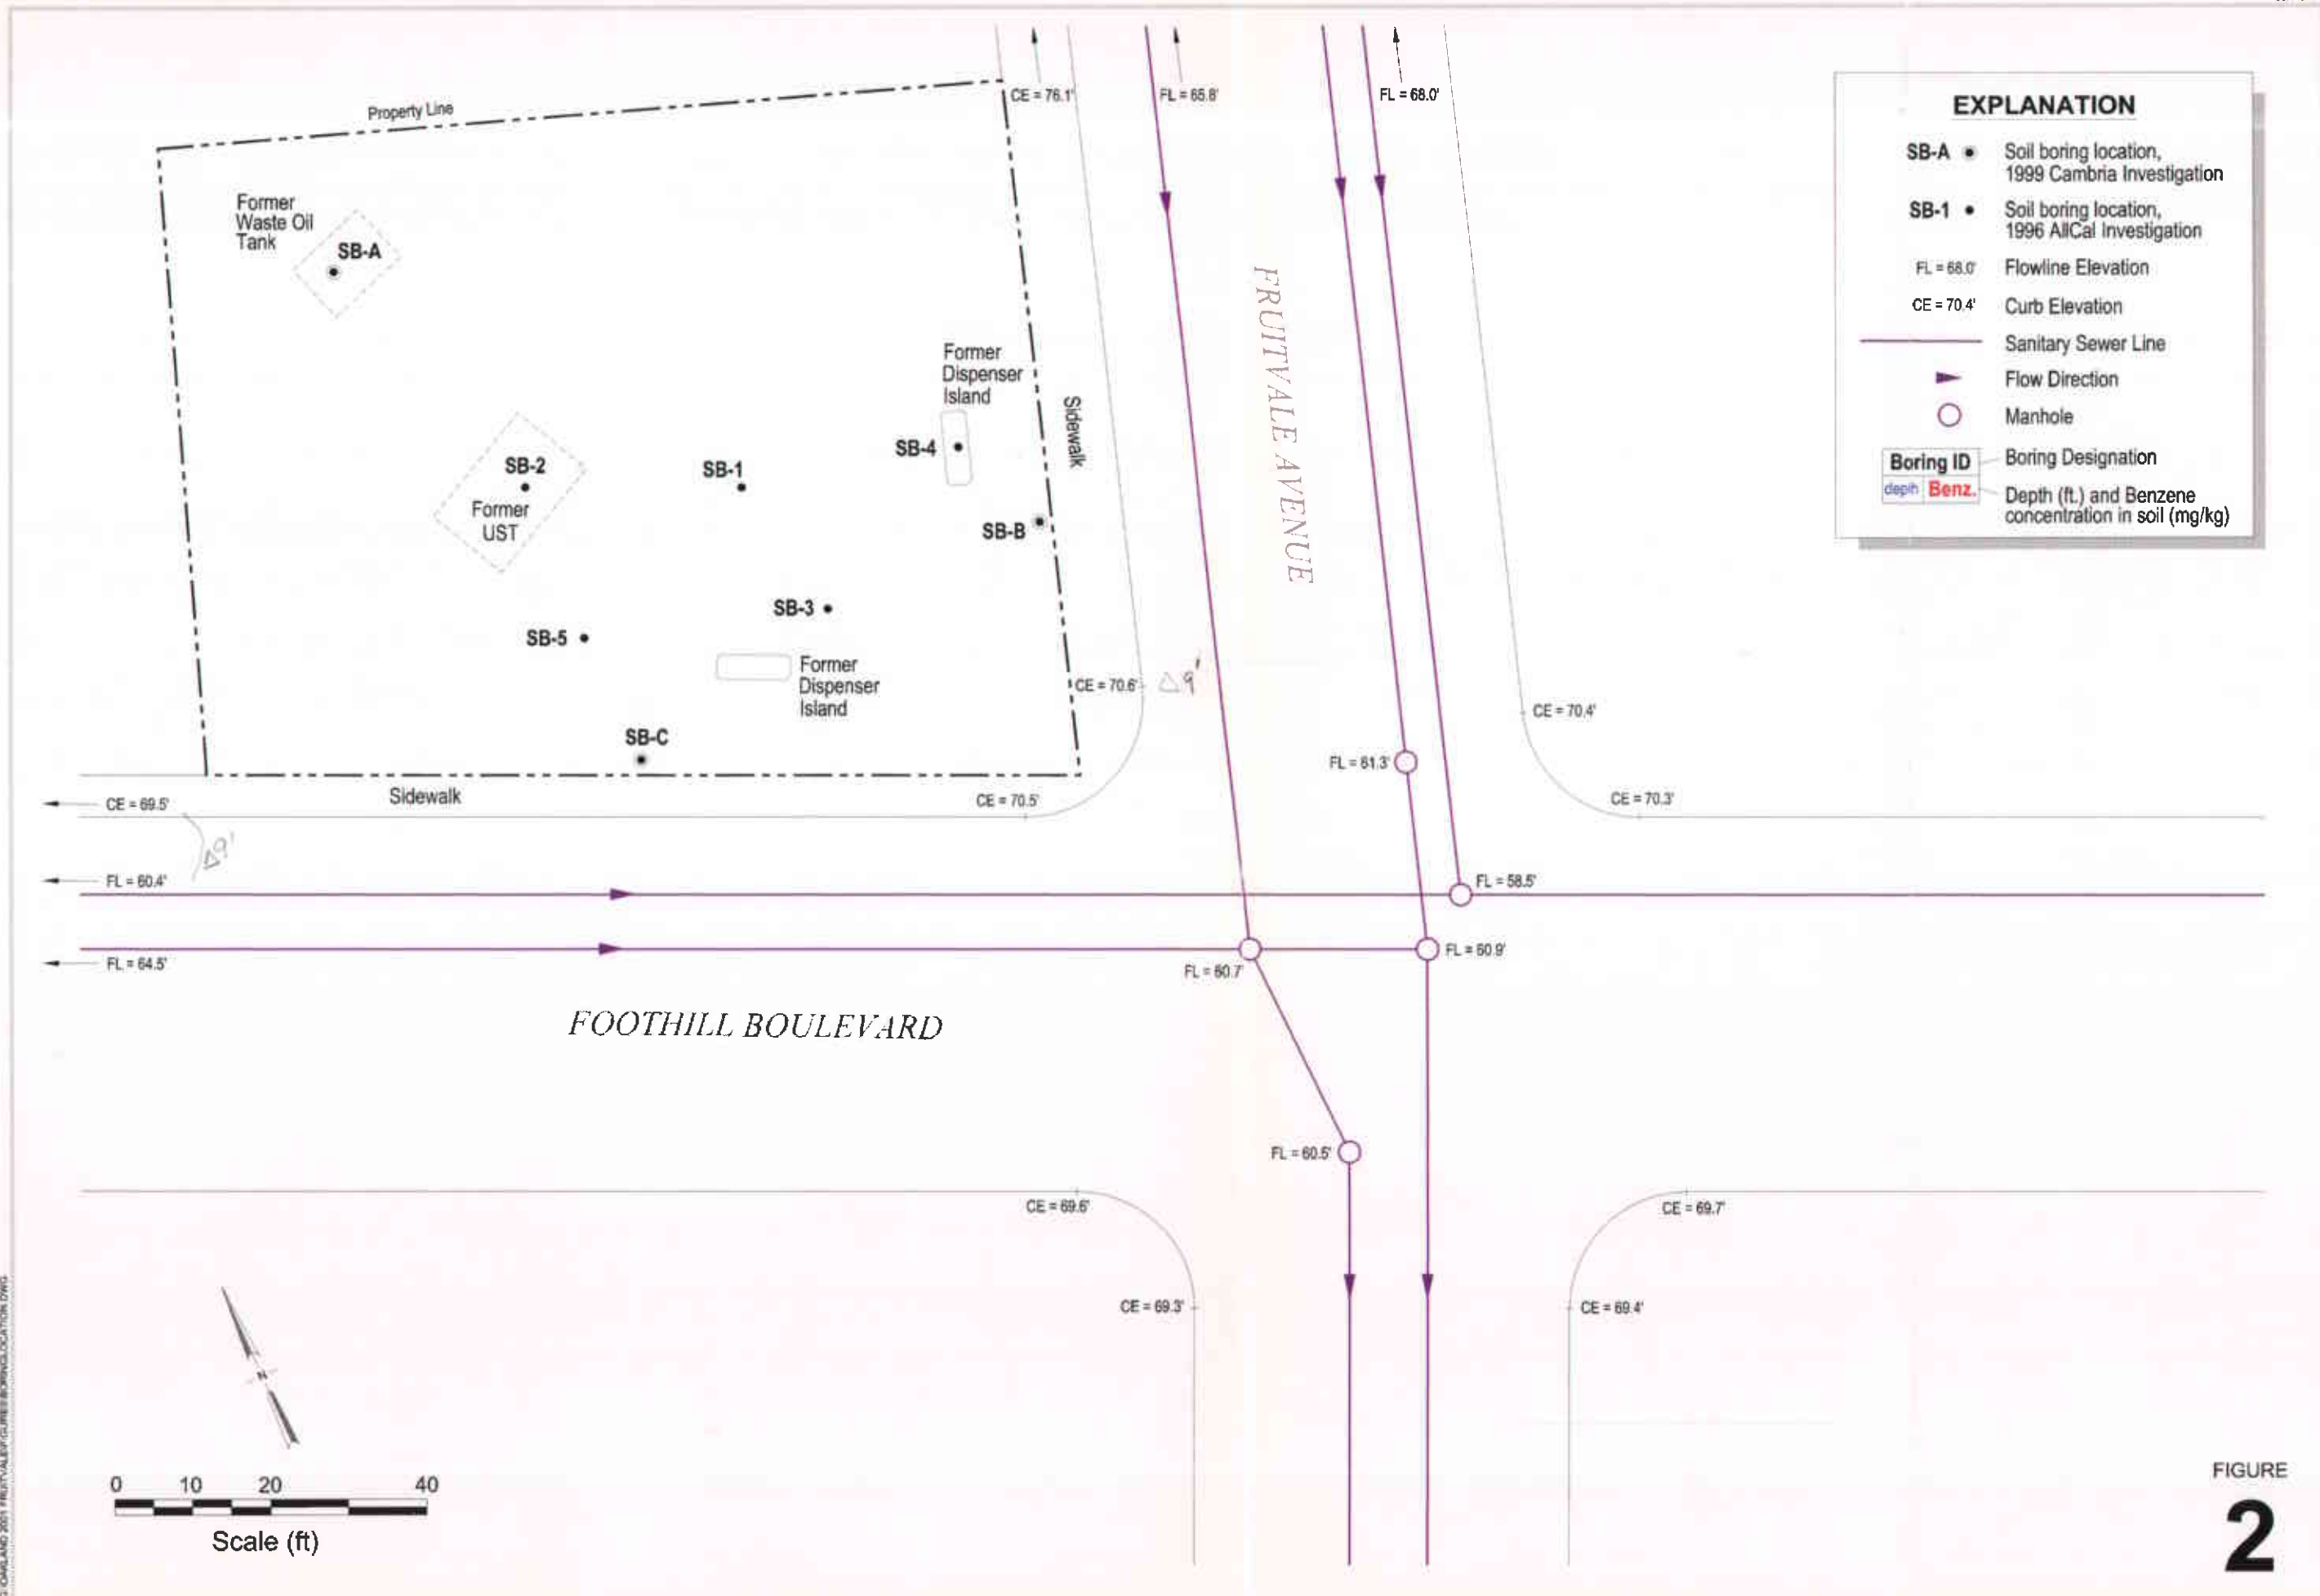 CE = 76.1'
FL = 65.8'
FL = 68.0'
Property Line
EXPLANATION
SB-A
Soil boring location,
1999 Cambria Investigation
SB-1
Soil boring location,
1996 AllCal Investigation
FL = 68.0'
Flowline Elevation
CE = 70.4'
Curb Elevation
Sanitary Sewer Line
Flow Direction
Manhole
Boring ID
Boring Designation
depth
Benz.
Depth (ft.) and Benzene
concentration in soil (mg/kg)
Former
Waste Oil
Tank
SB-A
Former
Dispenser
Island
Sidewalk
FRUITVALE AVENUE
SB-4
SB-2
Former
UST
SB-1
SB-B
SB-3
SB-5
Former
Dispenser
Island
CE = 70.6'
Δ9'
CE = 70.4'
SB-C
FL = 61.3'
Sidewalk
CE = 69.5'
CE = 70.5'
CE = 70.3'
Δ9'
FL = 60.4'
FL = 58.5'
FL = 64.5'
FL = 60.7'
FL = 60.9'
FOOTHILL BOULEVARD
FL = 60.5'
CE = 69.6'
CE = 69.7'
CE = 69.3'
CE = 69.4'
N
0 10 20 40
Scale (ft)
FIGURE
2